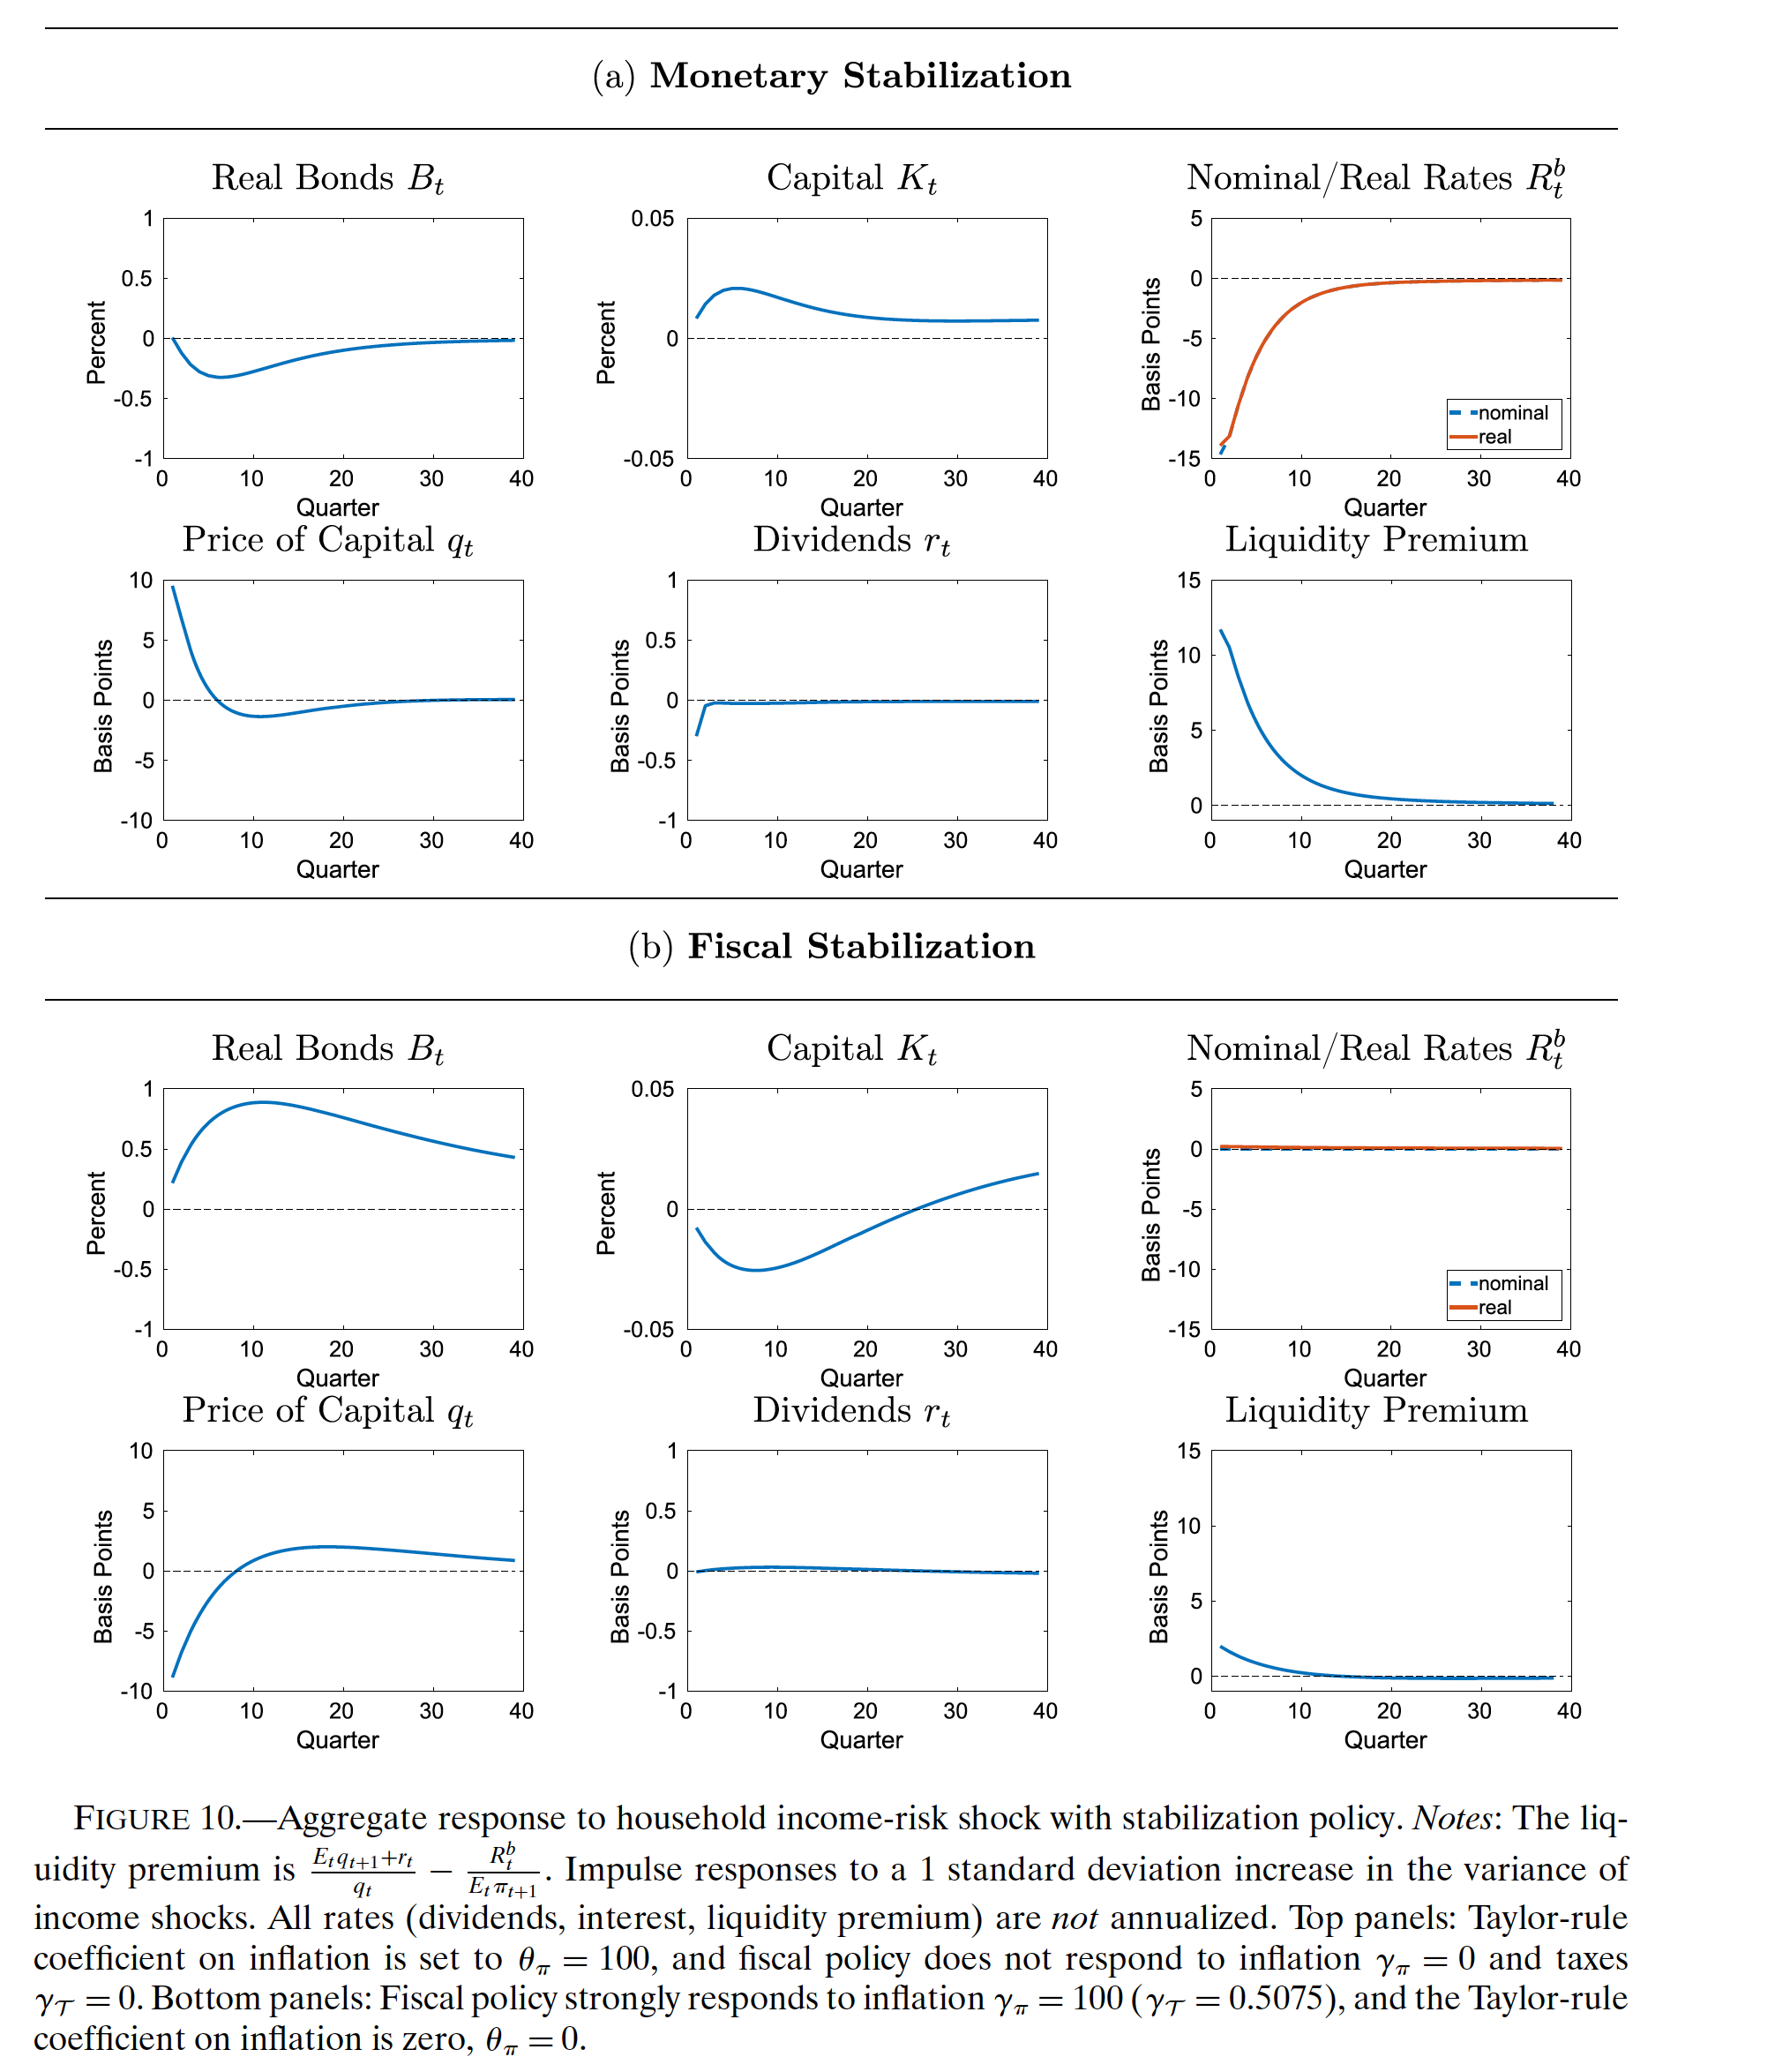 (a) Monetary Stabilization
Real Bonds B_t
Capital K_t
Nominal/Real Rates R_t^b
Percent
1
0.5
0
-0.5
-1
0 10 20 30 40
Quarter
Percent
0.05
0
-0.05
0 10 20 30 40
Quarter
Basis Points
5
0
-5
-10
-15
nominal
real
0 10 20 30 40
Quarter
Price of Capital q_t
Dividends r_t
Liquidity Premium
Basis Points
10
5
0
-5
-10
0 10 20 30 40
Quarter
Basis Points
1
0.5
0
-0.5
-1
0 10 20 30 40
Quarter
Basis Points
15
10
5
0
0 10 20 30 40
Quarter
(b) Fiscal Stabilization
Real Bonds B_t
Capital K_t
Nominal/Real Rates R_t^b
Percent
1
0.5
0
-0.5
-1
0 10 20 30 40
Quarter
Percent
0.05
0
-0.05
0 10 20 30 40
Quarter
Basis Points
5
0
-5
-10
-15
nominal
real
0 10 20 30 40
Quarter
Price of Capital q_t
Dividends r_t
Liquidity Premium
Basis Points
10
5
0
-5
-10
0 10 20 30 40
Quarter
Basis Points
1
0.5
0
-0.5
-1
0 10 20 30 40
Quarter
Basis Points
15
10
5
0
0 10 20 30 40
Quarter
FIGURE 10.—Aggregate response to household income-risk shock with stabilization policy. Notes: The liq-
uidity premium is (E_t q_{t+1}+r_t)/q_t − R_t^b/(E_t π_{t+1}). Impulse responses to a 1 standard deviation increase in the variance of
income shocks. All rates (dividends, interest, liquidity premium) are not annualized. Top panels: Taylor-rule
coefficient on inflation is set to θ_π = 100, and fiscal policy does not respond to inflation γ_π = 0 and taxes
γ_𝒯 = 0. Bottom panels: Fiscal policy strongly responds to inflation γ_π = 100 (γ_𝒯 = 0.5075), and the Taylor-rule
coefficient on inflation is zero, θ_π = 0.